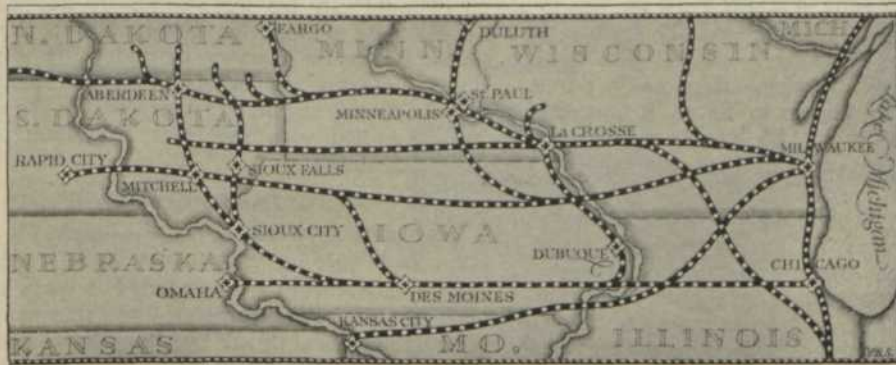 N. DAKOTA
FARGO
MINN.
DULUTH
WISCONSIN
MICH.
ABERDEEN
St. PAUL
MINNEAPOLIS
S. DAKOTA
La CROSSE
MILWAUKEE
RAPID CITY
SIOUX FALLS
MITCHELL
Michigan
SIOUX CITY
IOWA
DUBUQUE
NEBRASKA
CHICAGO
OMAHA
DES MOINES
KANSAS CITY
KANSAS
MO.
ILLINOIS